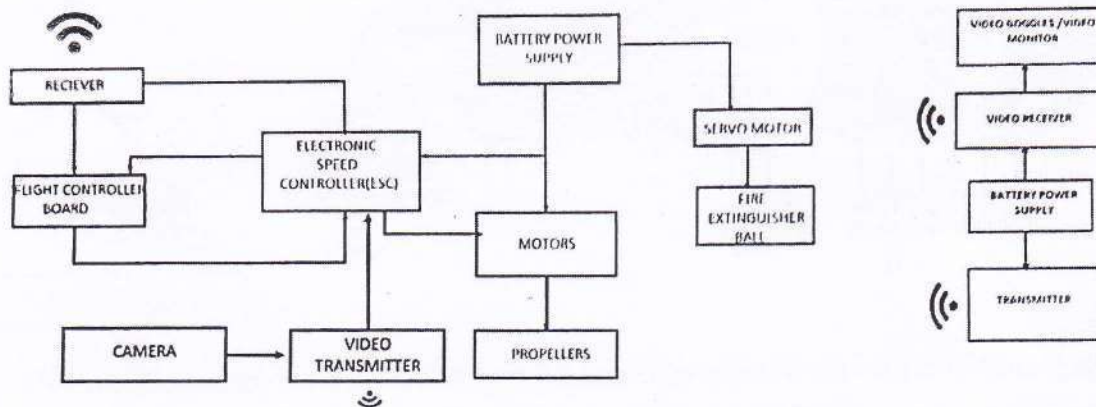 RECIEVER
FLIGHT CONTROLLER
BOARD
ELECTRONIC
SPEED
CONTROLLER(ESC)
CAMERA
VIDEO
TRANSMITTER
BATTERY POWER
SUPPLY
MOTORS
PROPELLERS
SERVO MOTOR
FIRE
EXTINGUISHER
BALL
VIDEO GOGGLES /VIDEO
MONITOR
VIDEO RECEIVER
BATTERY POWER
SUPPLY
TRANSMITTER